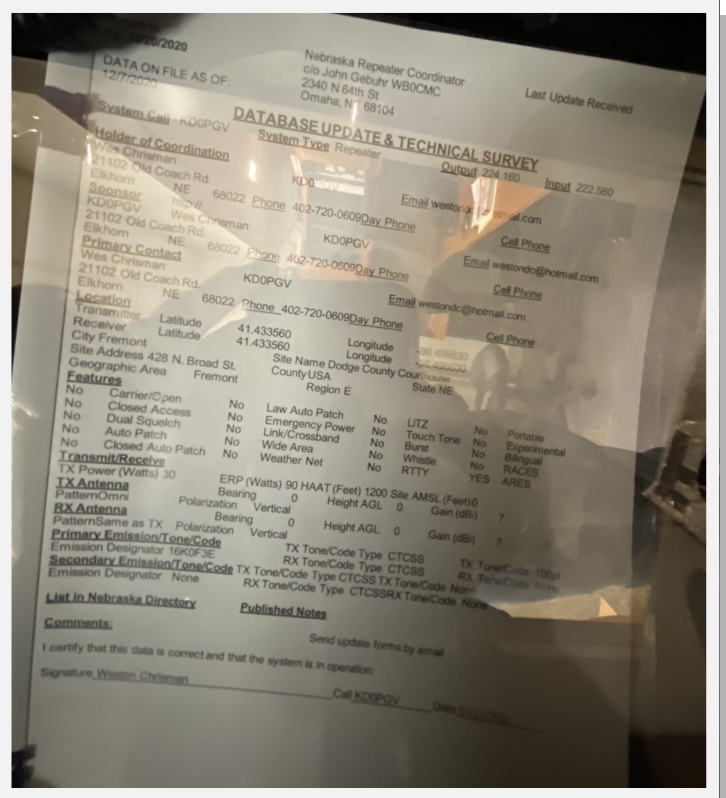 12/20/2020
DATA ON FILE AS OF:
12/7/2020
Nebraska Repeater Coordinator
c/o John Gebuhr WB0CMC
2340 N 64th St
Omaha, NE 68104
Last Update Received
DATABASE UPDATE & TECHNICAL SURVEY
System Call KD0PGV System Type Repeater Output 224.160 Input 222.560
Holder of Coordination
Wes Chrisman
21102 Old Coach Rd. Email
Elkhorn NE 68022 Phone 402-720-0609Day Phone Cell Phone
Sponsor http://
KD0PGV Wes Chrisman KD0PGV
21102 Old Coach Rd. Email westondc@hotmail.com
Elkhorn NE 68022 Phone 402-720-0609Day Phone Cell Phone
Primary Contact
Wes Chrisman KD0PGV
21102 Old Coach Rd. Email westondc@hotmail.com
Elkhorn NE 68022 Phone 402-720-0609Day Phone Cell Phone
Location
Transmitter Latitude 41.433560 Longitude
Receiver Latitude 41.433560 Longitude
City Fremont Site Name Dodge County Courthouse
Site Address 428 N. Broad St. CountyUSA State NE
Geographic Area Fremont Region E
Features
No Carrier/Open No Law Auto Patch No LiTZ No Portable
No Closed Access No Emergency Power No Touch Tone No Experimental
No Dual Squelch No Link/Crossband No Burst No Bilingual
No Auto Patch No Wide Area No Whistle No RACES
No Closed Auto Patch No Weather Net No RTTY YES ARES
Transmit/Receive
TX Power (Watts) 30 ERP (Watts) 90 HAAT (Feet) 1200 Site AMSL (Feet)0
TX Antenna Bearing 0 Height AGL 0 Gain (dBi) ?
PatternOmni Polarization Vertical
RX Antenna Bearing 0 Height AGL 0 Gain (dBi) ?
PatternSame as TX Polarization Vertical
Primary Emission/Tone/Code TX Tone/Code Type CTCSS TX Tone/Code
Emission Designator 16K0F3E RX Tone/Code Type CTCSS RX Tone/Code None
Secondary Emission/Tone/Code TX Tone/Code Type CTCSS TX Tone/Code None
Emission Designator None RX Tone/Code Type CTCSSRX Tone/Code None
List in Nebraska Directory Published Notes
Comments:
Send update forms by email
I certify that this data is correct and that the system is in operation:
Signature Weston Chrisman Call KD0PGV Date